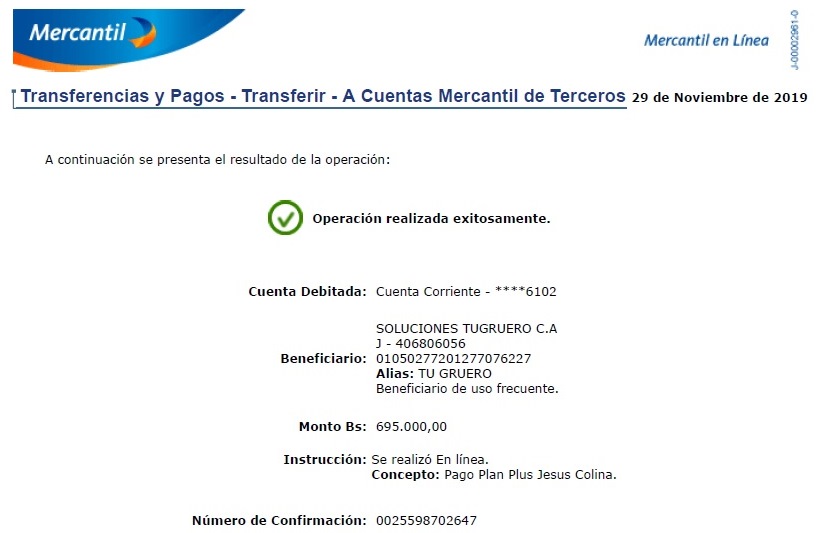 Mercantil
Mercantil en Línea
J-00002961-0
Transferencias y Pagos - Transferir - A Cuentas Mercantil de Terceros 29 de Noviembre de 2019
A continuación se presenta el resultado de la operación:
Operación realizada exitosamente.
Cuenta Debitada: Cuenta Corriente - ****6102
SOLUCIONES TUGRUERO C.A
J - 406806056
Beneficiario: 01050277201277076227
Alias: TU GRUERO
Beneficiario de uso frecuente.
Monto Bs: 695.000,00
Instrucción: Se realizó En línea.
Concepto: Pago Plan Plus Jesus Colina.
Número de Confirmación: 0025598702647